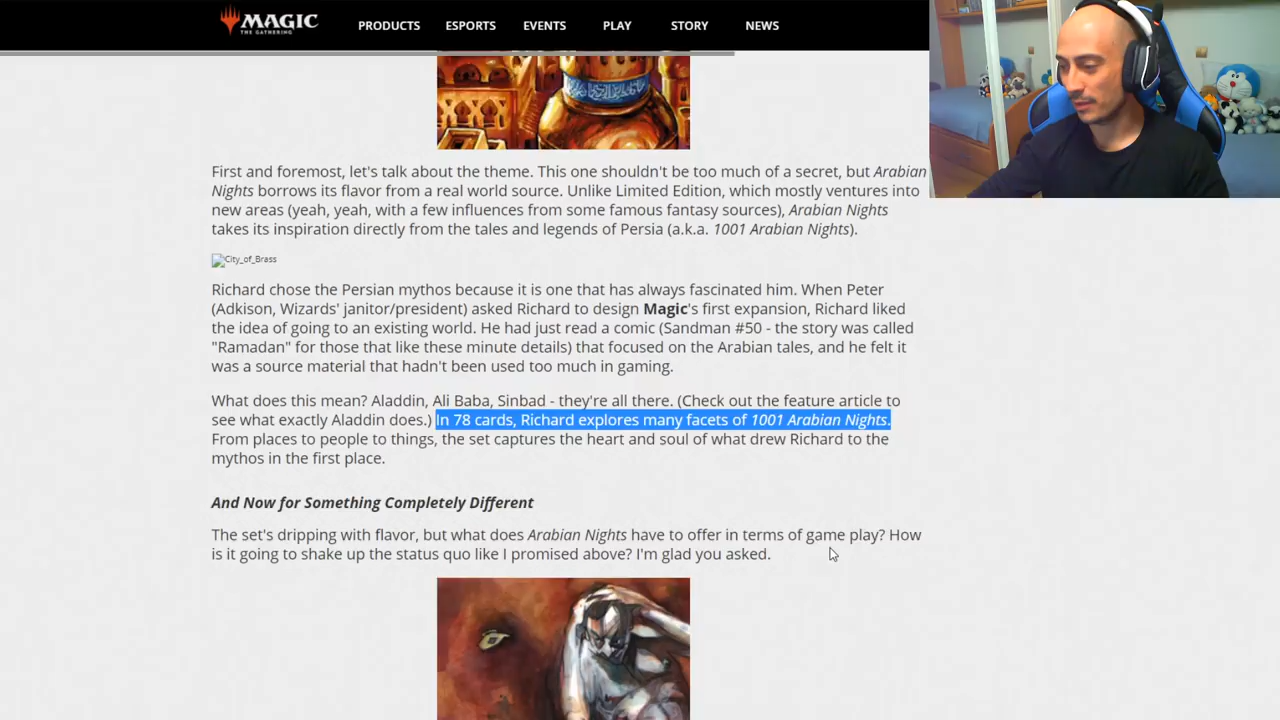 MAGIC
THE GATHERING
PRODUCTS ESPORTS EVENTS PLAY STORY NEWS
First and foremost, let's talk about the theme. This one shouldn't be too much of a secret, but Arabian
Nights borrows its flavor from a real world source. Unlike Limited Edition, which mostly ventures into
new areas (yeah, yeah, with a few influences from some famous fantasy sources), Arabian Nights
takes its inspiration directly from the tales and legends of Persia (a.k.a. 1001 Arabian Nights).
City_of_Brass
Richard chose the Persian mythos because it is one that has always fascinated him. When Peter
(Adkison, Wizards' janitor/president) asked Richard to design Magic's first expansion, Richard liked
the idea of going to an existing world. He had just read a comic (Sandman #50 - the story was called
"Ramadan" for those that like these minute details) that focused on the Arabian tales, and he felt it
was a source material that hadn't been used too much in gaming.
What does this mean? Aladdin, Ali Baba, Sinbad - they're all there. (Check out the feature article to
see what exactly Aladdin does.) In 78 cards, Richard explores many facets of 1001 Arabian Nights.
From places to people to things, the set captures the heart and soul of what drew Richard to the
mythos in the first place.
And Now for Something Completely Different
The set's dripping with flavor, but what does Arabian Nights have to offer in terms of game play? How
is it going to shake up the status quo like I promised above? I'm glad you asked.